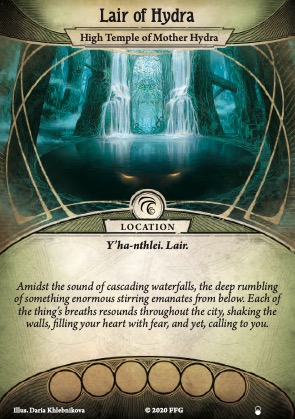 Lair of Hydra
High Temple of Mother Hydra
LOCATION
Y'ha-nthlei. Lair.
Amidst the sound of cascading waterfalls, the deep rumbling
of something enormous stirring emanates from below. Each of
the thing's breaths resounds throughout the city, shaking the
walls, filling your heart with fear, and yet, calling to you.
Illus. Daria Khlebnikova
© 2020 FFG